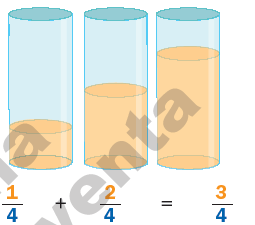 1/4 + 2/4 = 3/4
a
venta